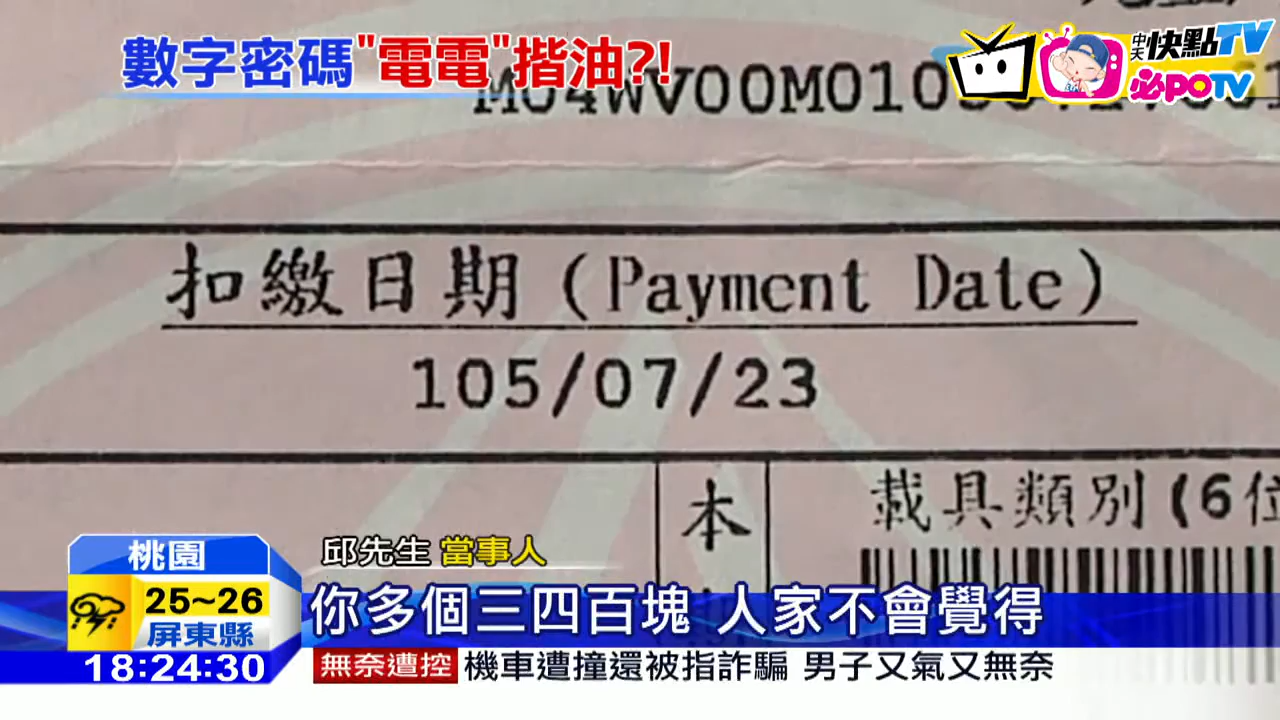 數字密碼"電電"揩油?!
中天快點TV
必POTV
扣繳日期(Payment Date)
105/07/23
本
載具類別(6位
桃園
邱先生 當事人
25~26
屏東縣
你多個三四百塊 人家不會覺得
18:24:30
無奈遭控 機車遭撞還被指詐騙 男子又氣又無奈